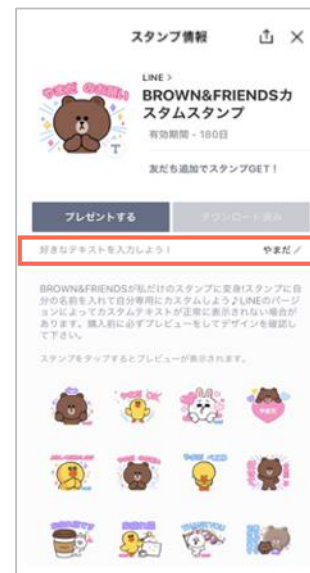 スタンプ情報
やまだ のお願い
LINE >
BROWN&FRIENDSカ
スタムスタンプ
有効期間 - 180日
T
友だち追加でスタンプGET！
プレゼントする
ダウンロード済み
好きなテキストを入力しよう！
やまだ
BROWN&FRIENDSが私だけのスタンプに変身!スタンプに自
分の名前を入れて自分専用にカスタムしよう♪LINEのバージ
ョンによってカスタムテキストが正常に表示されない場合が
あります。購入前に必ずプレビューをしてデザインを確認し
て下さい。
スタンプをタップするとプレビューが表示されます。
やまだ OK
やまだ